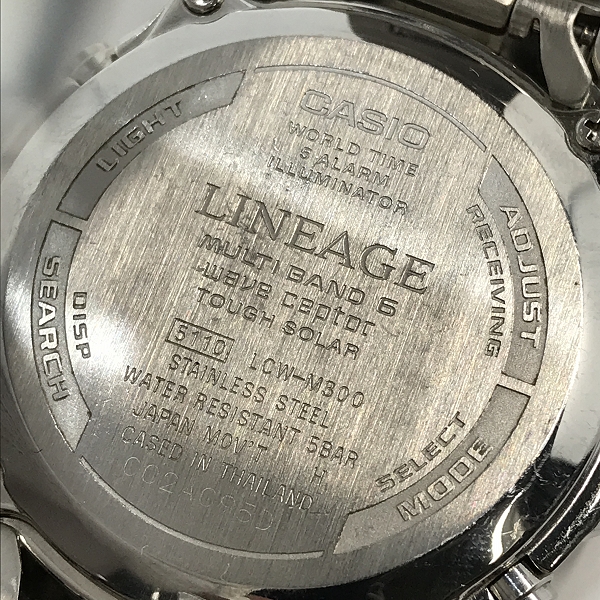 CASIO
WORLD TIME
5 ALARM
ILLUMINATOR
LINEAGE
MULTI BAND 6
wave ceptor
TOUGH SOLAR
5110 LCW-M300
STAINLESS STEEL
WATER RESISTANT 5BAR
JAPAN MOV'T H
CASED IN THAILAND
LIGHT
SEARCH
DISP
ADJUST
RECEIVING
SELECT
MODE